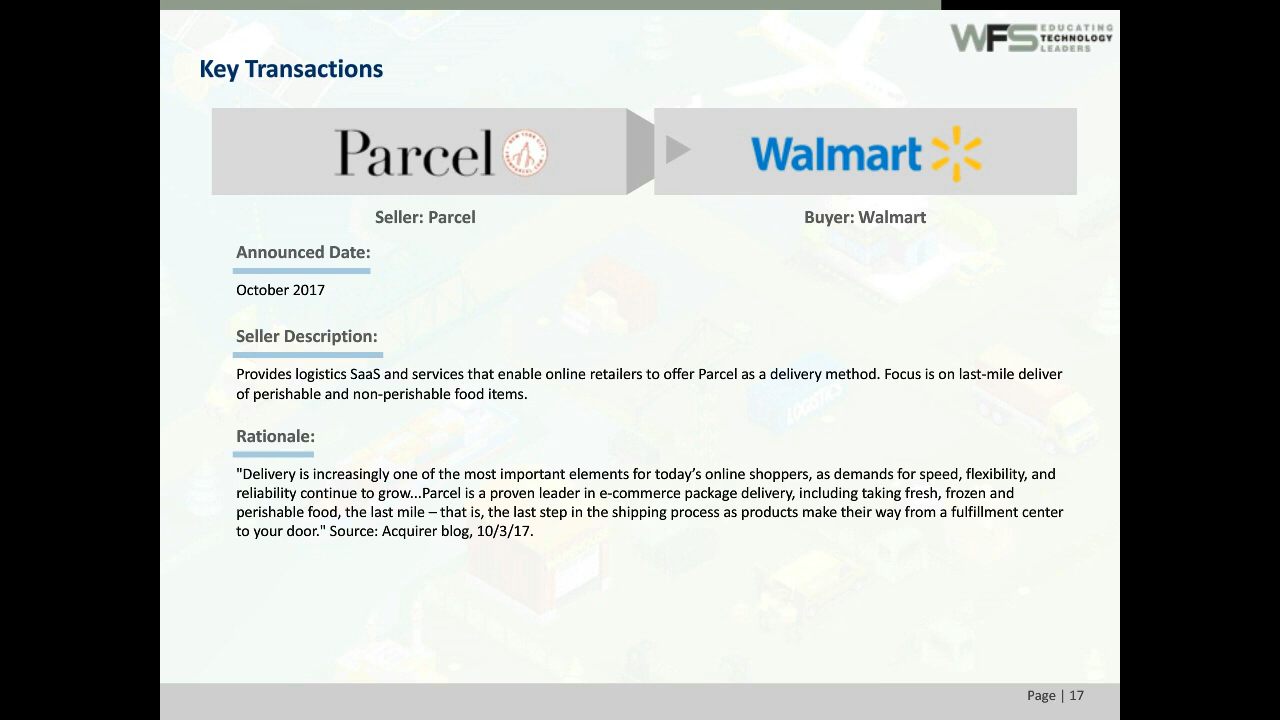 WFS EDUCATING
TECHNOLOGY
LEADERS
Key Transactions
Parcel
Walmart
Seller: Parcel
Buyer: Walmart
Announced Date:
October 2017
Seller Description:
Provides logistics SaaS and services that enable online retailers to offer Parcel as a delivery method. Focus is on last-mile deliver
of perishable and non-perishable food items.
Rationale:
"Delivery is increasingly one of the most important elements for today’s online shoppers, as demands for speed, flexibility, and
reliability continue to grow...Parcel is a proven leader in e-commerce package delivery, including taking fresh, frozen and
perishable food, the last mile – that is, the last step in the shipping process as products make their way from a fulfillment center
to your door." Source: Acquirer blog, 10/3/17.
LOGISTICS
Page | 17